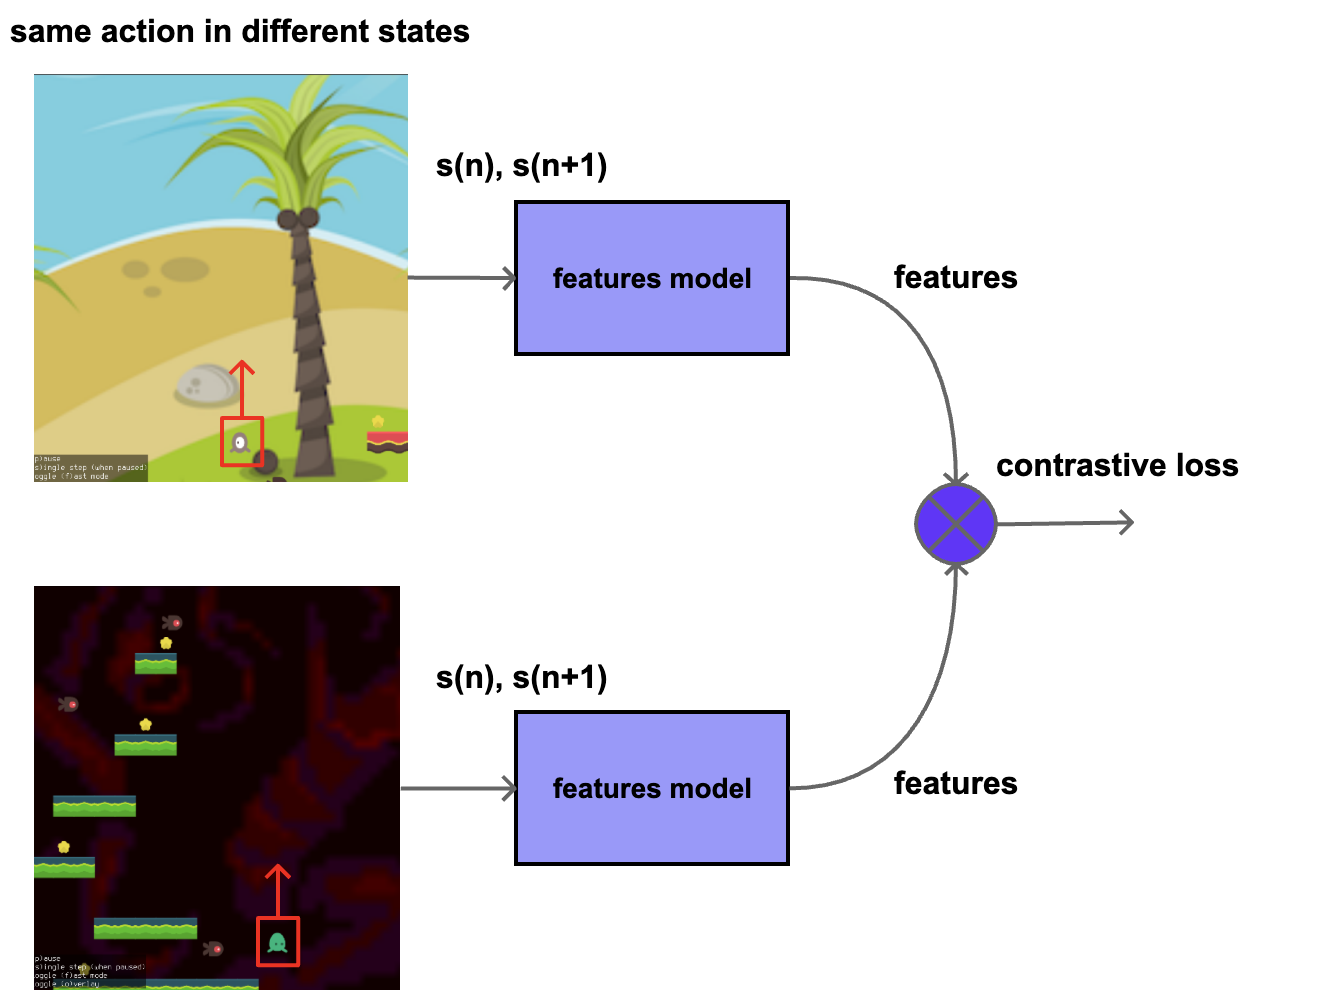 same action in different states
s(n), s(n+1)
features model
features
p)ause
s)ingle step (when paused)
oggle (f)ast mode
contrastive loss
s(n), s(n+1)
features model
features
p)ause
s)ingle step (when paused)
oggle (f)ast mode
oggle (o)verlay